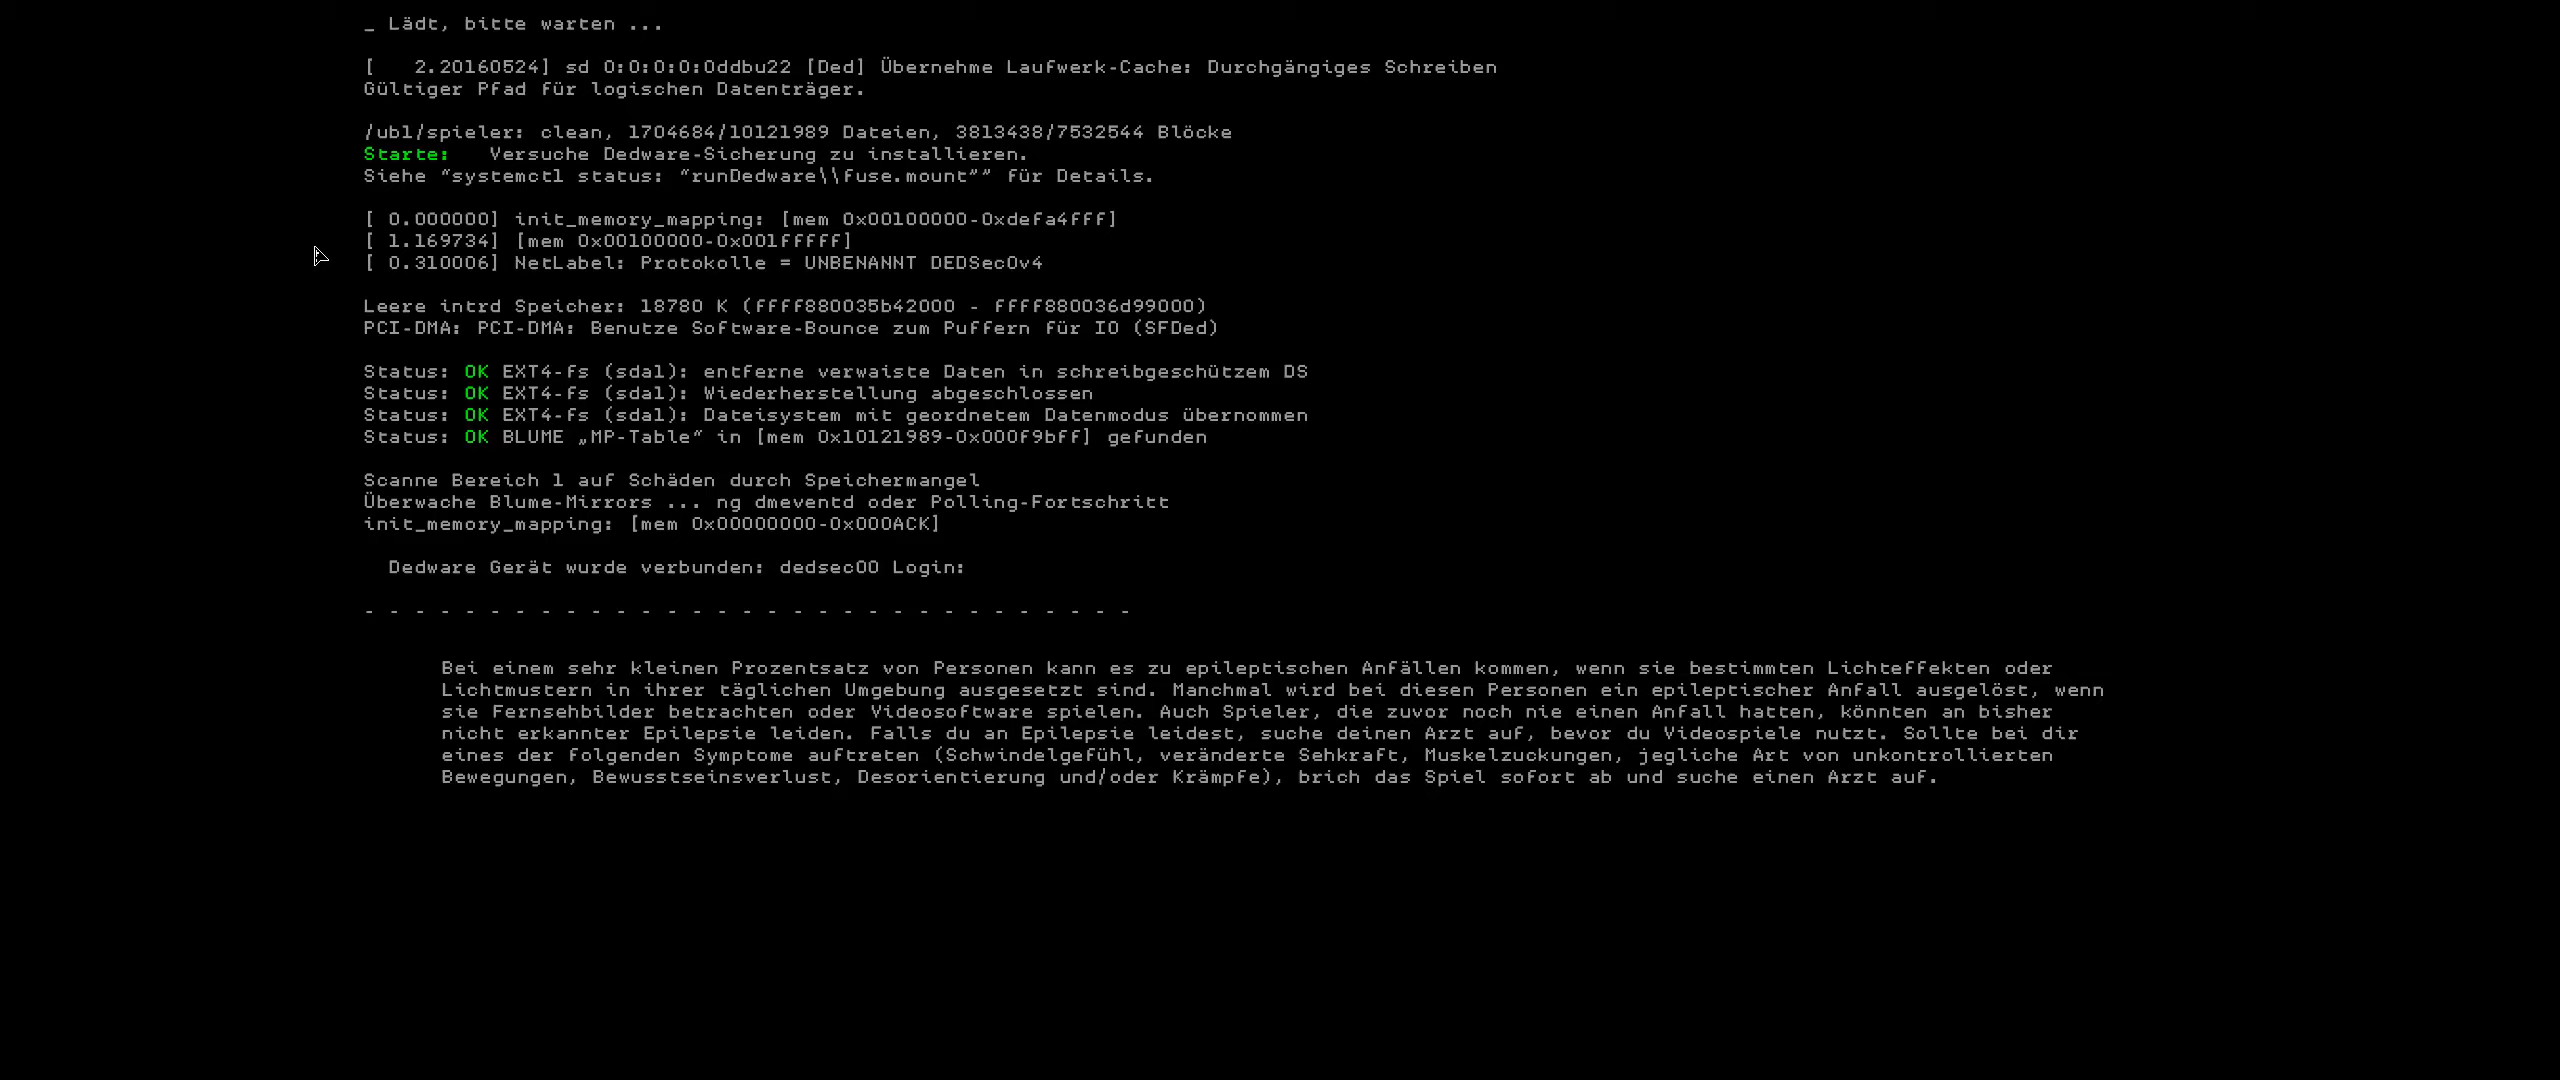 _ Lädt, bitte warten ...
[   2.20160524] sd 0:0:0:0:0ddbu22 [Ded] Übernehme Laufwerk-Cache: Durchgängiges Schreiben
Gültiger Pfad für logischen Datenträger.
/ubl/spieler: clean, 1704684/10121989 Dateien, 3813438/7532544 Blöcke
Starte:   Versuche Dedware-Sicherung zu installieren.
Siehe “systemctl status: “runDedware\\fuse.mount”” für Details.
[ 0.000000] init_memory_mapping: [mem 0x00100000-0xdefa4fff]
[ 1.169734] [mem 0x00100000-0x001fffff]
[ 0.310006] NetLabel: Protokolle = UNBENANNT DEDSec0v4
Leere intrd Speicher: 18780 K (ffff880035b42000 - ffff880036d99000)
PCI-DMA: PCI-DMA: Benutze Software-Bounce zum Puffern für IO (SFDed)
Status: OK EXT4-fs (sda1): entferne verwaiste Daten in schreibgeschützem DS
Status: OK EXT4-fs (sda1): Wiederherstellung abgeschlossen
Status: OK EXT4-fs (sda1): Dateisystem mit geordnetem Datenmodus übernommen
Status: OK BLUME „MP-Table“ in [mem 0x10121989-0x000f9bff] gefunden
Scanne Bereich 1 auf Schäden durch Speichermangel
Überwache Blume-Mirrors ... ng dmeventd oder Polling-Fortschritt
init_memory_mapping: [mem 0x00000000-0x000ACK]
Dedware Gerät wurde verbunden: dedsec00 Login:
- - - - - - - - - - - - - - - - - - - - - - - - - - - - - - -
Bei einem sehr kleinen Prozentsatz von Personen kann es zu epileptischen Anfällen kommen, wenn sie bestimmten Lichteffekten oder
Lichtmustern in ihrer täglichen Umgebung ausgesetzt sind. Manchmal wird bei diesen Personen ein epileptischer Anfall ausgelöst, wenn
sie Fernsehbilder betrachten oder Videosoftware spielen. Auch Spieler, die zuvor noch nie einen Anfall hatten, könnten an bisher
nicht erkannter Epilepsie leiden. Falls du an Epilepsie leidest, suche deinen Arzt auf, bevor du Videospiele nutzt. Sollte bei dir
eines der folgenden Symptome auftreten (Schwindelgefühl, veränderte Sehkraft, Muskelzuckungen, jegliche Art von unkontrollierten
Bewegungen, Bewusstseinsverlust, Desorientierung und/oder Krämpfe), brich das Spiel sofort ab und suche einen Arzt auf.